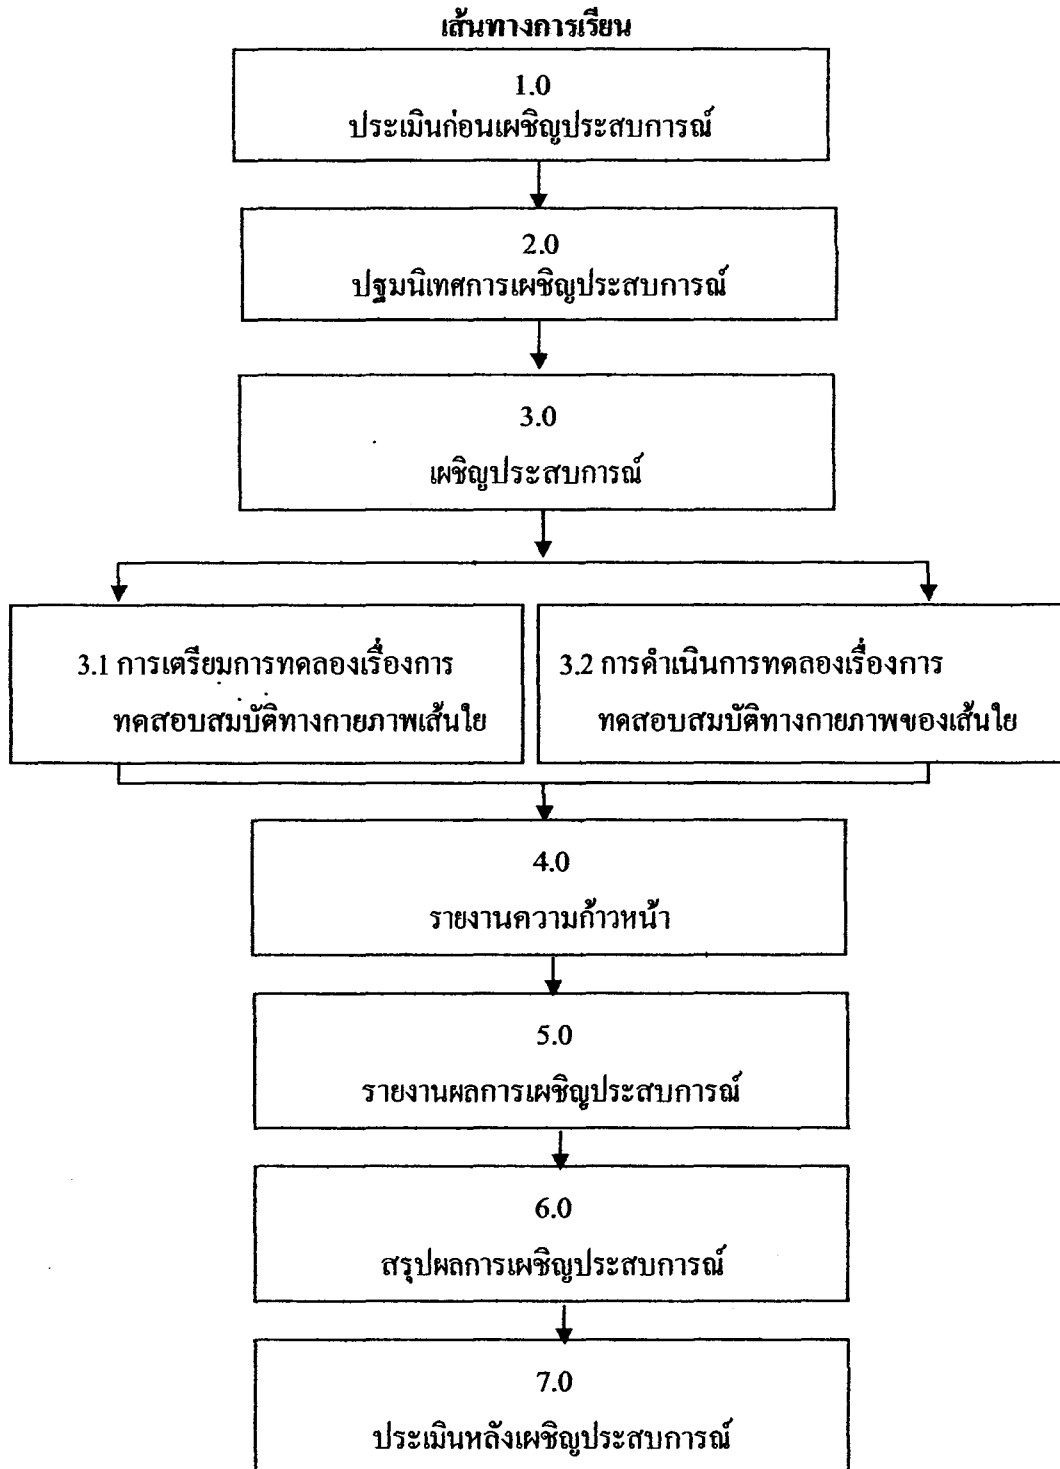 เส้นทางการเรียน
1.0
ประเมินก่อนเผชิญประสบการณ์
2.0
ปฐมนิเทศการเผชิญประสบการณ์
3.0
เผชิญประสบการณ์
3.1 การเตรียมการทดลองเรื่องการ
ทดสอบสมบัติทางกายภาพเส้นใย
3.2 การดำเนินการทดลองเรื่องการ
ทดสอบสมบัติทางกายภาพของเส้นใย
4.0
รายงานความก้าวหน้า
5.0
รายงานผลการเผชิญประสบการณ์
6.0
สรุปผลการเผชิญประสบการณ์
7.0
ประเมินหลังเผชิญประสบการณ์